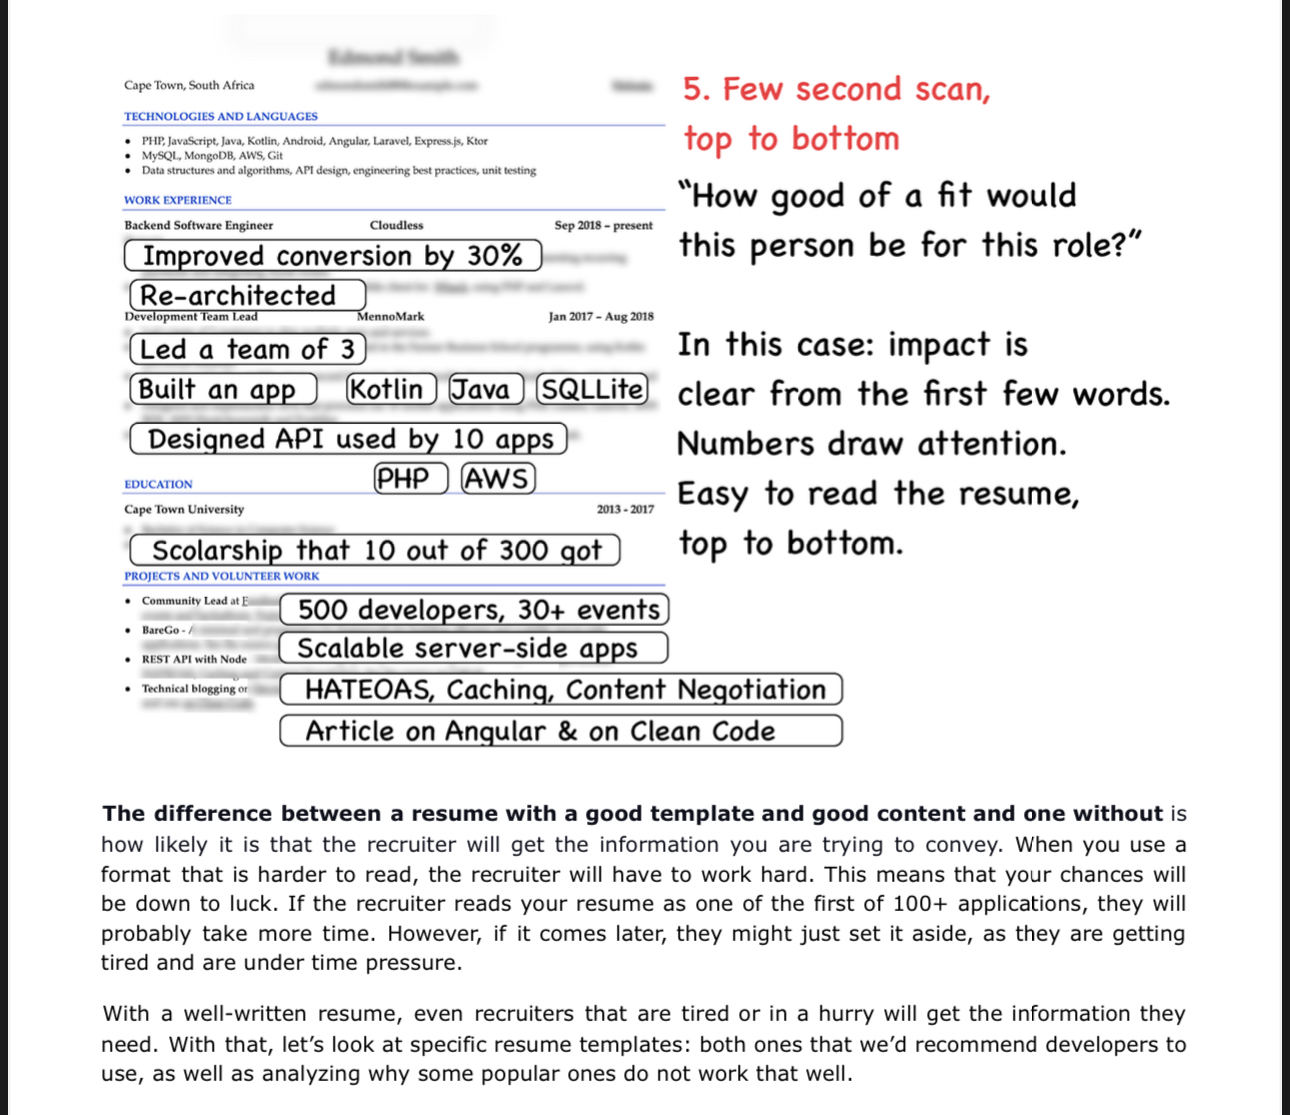 Edmond Smith
Cape Town, South Africa
5. Few second scan,
top to bottom
TECHNOLOGIES AND LANGUAGES
• PHP, JavaScript, Java, Kotlin, Android, Angular, Laravel, Express.js, Ktor
• MySQL, MongoDB, AWS, Git
• Data structures and algorithms, API design, engineering best practices, unit testing
"How good of a fit would
this person be for this role?"
WORK EXPERIENCE
Backend Software Engineer Cloudless Sep 2018 – present
Improved conversion by 30%
Re-architected
Development Team Lead MennoMark Jan 2017 – Aug 2018
Led a team of 3
Built an app Kotlin Java SQLLite
Designed API used by 10 apps
PHP AWS
In this case: impact is
clear from the first few words.
Numbers draw attention.
Easy to read the resume,
top to bottom.
EDUCATION
Cape Town University 2013 - 2017
Scolarship that 10 out of 300 got
PROJECTS AND VOLUNTEER WORK
• Community Lead at
500 developers, 30+ events
• BareGo - /
Scalable server-side apps
• REST API with Node
HATEOAS, Caching, Content Negotiation
• Technical blogging or
Article on Angular & on Clean Code
The difference between a resume with a good template and good content and one without is
how likely it is that the recruiter will get the information you are trying to convey. When you use a
format that is harder to read, the recruiter will have to work hard. This means that your chances will
be down to luck. If the recruiter reads your resume as one of the first of 100+ applications, they will
probably take more time. However, if it comes later, they might just set it aside, as they are getting
tired and are under time pressure.
With a well-written resume, even recruiters that are tired or in a hurry will get the information they
need. With that, let's look at specific resume templates: both ones that we'd recommend developers to
use, as well as analyzing why some popular ones do not work that well.